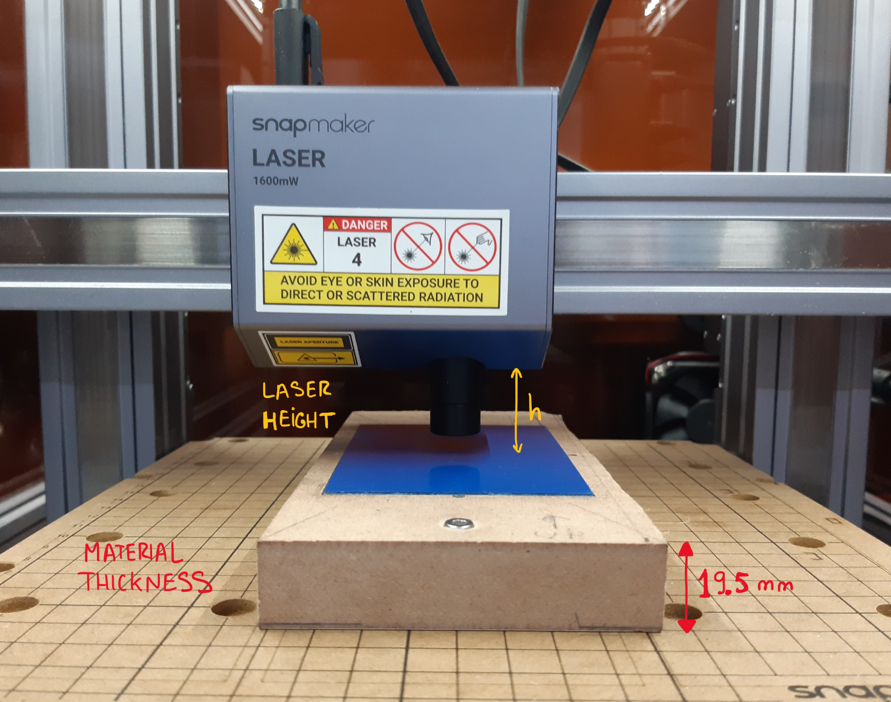 snapmaker
LASER
1600mW
DANGER
LASER
4
AVOID EYE OR SKIN EXPOSURE TO
DIRECT OR SCATTERED RADIATION
LASER APERTURE
LASER
HEIGHT
h
MATERIAL
THICKNESS
19.5 mm
snap